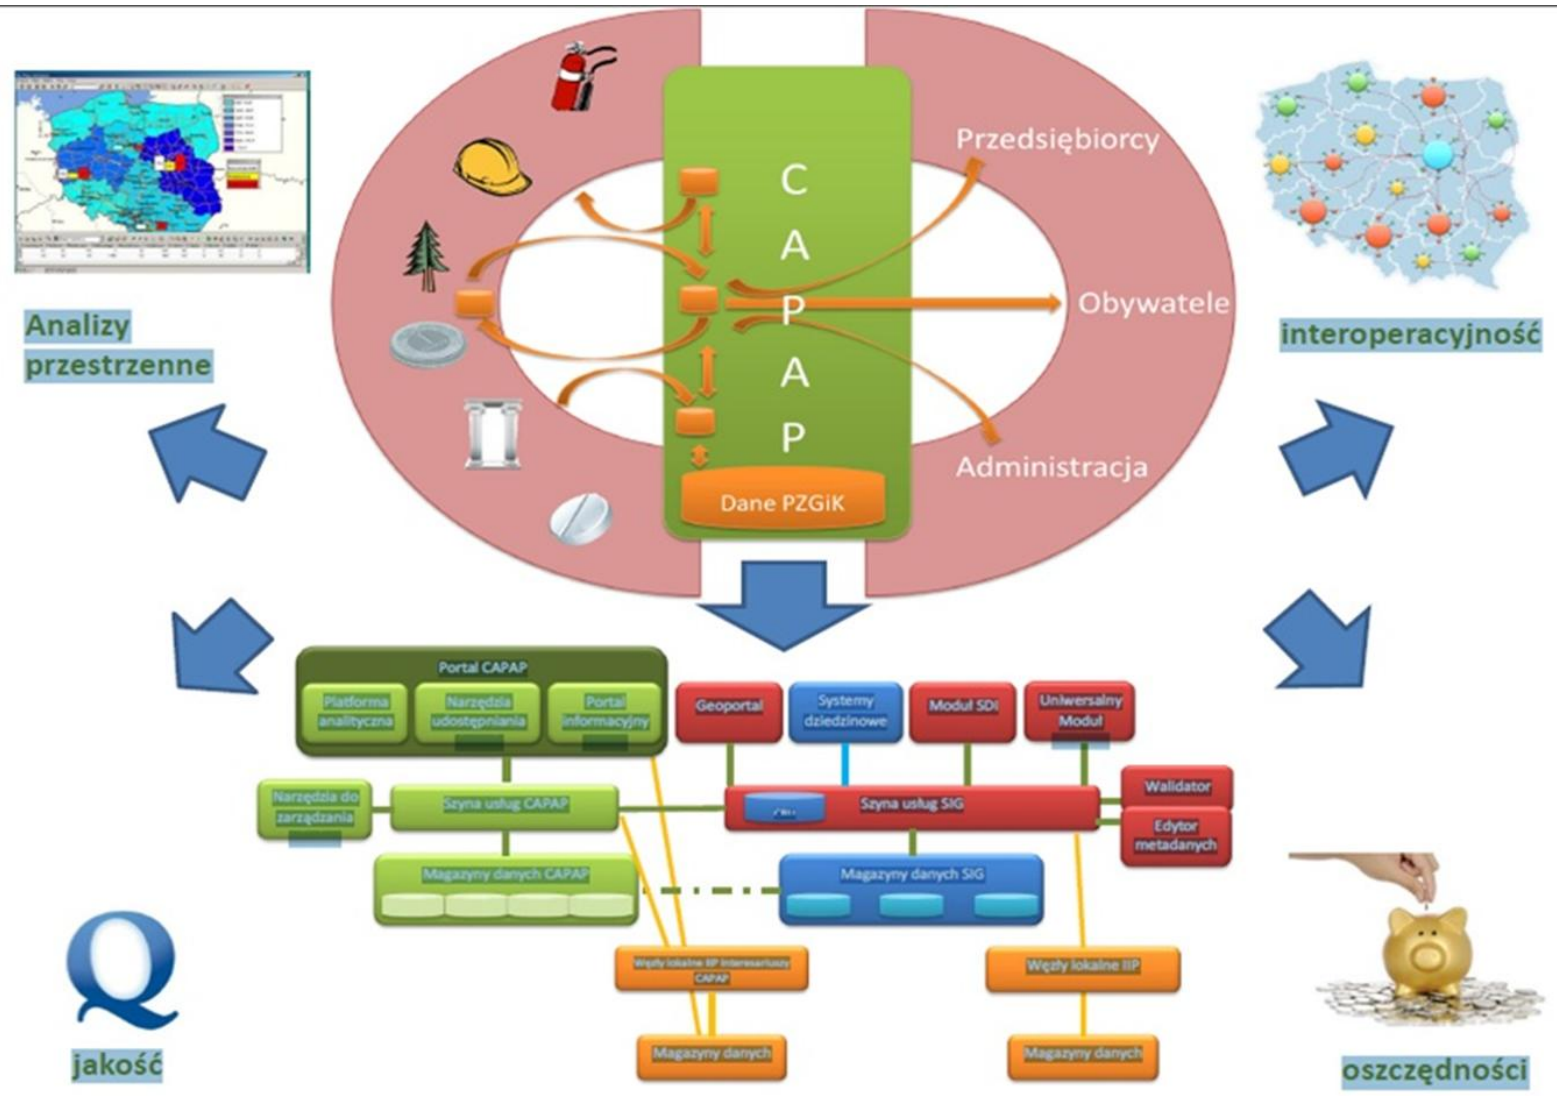 C
A
P
A
P
Dane PZGiK
Przedsiębiorcy
Obywatele
Administracja
Analizy
przestrzenne
interoperacyjność
Portal CAPAP
Platforma
analityczna
Narzędzia
udostępniania
Portal
informacyjny
Geoportal
Systemy
dziedzinowe
Moduł SDI
Uniwersalny
Moduł
Narzędzia do
zarządzania
Szyna usług CAPAP
Szyna usług SIG
Walidator
Edytor
metadanych
Magazyny danych CAPAP
Magazyny danych SIG
Węzły lokalne IIP Interesariuszy
CAPAP
Węzły lokalne IIP
Magazyny danych
Magazyny danych
Q
jakość
oszczędności